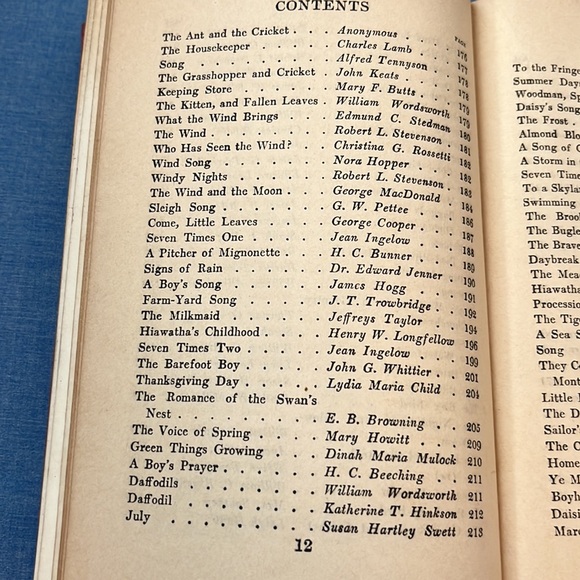 CONTENTS
PAGE
The Ant and the Cricket . . . Anonymous . . . . 176
The Housekeeper . . . . Charles Lamb . . . 177
Song . . . . . . . . Alfred Tennyson . . 178
The Grasshopper and Cricket . John Keats . . . . 178
Keeping Store . . . . . Mary F. Butts . . . 179
The Kitten, and Fallen Leaves . William Wordsworth 179
What the Wind Brings . . . Edmund C. Stedman 180
The Wind . . . . . . . Robert L. Stevenson . 181
Who Has Seen the Wind? . . Christina G. Rossetti 182
Wind Song . . . . . . Nora Hopper . . . 182
Windy Nights . . . . . Robert L. Stevenson . 183
The Wind and the Moon . . . George MacDonald . 184
Sleigh Song . . . . . . G. W. Pettee . . . 186
Come, Little Leaves . . . . George Cooper . . . 187
Seven Times One . . . . . Jean Ingelow . . . 188
A Pitcher of Mignonette . . . H. C. Bunner . . . 189
Signs of Rain . . . . . . Dr. Edward Jenner . 190
A Boy's Song . . . . . . James Hogg . . . . 191
Farm-Yard Song . . . . . J. T. Trowbridge . . 192
The Milkmaid . . . . . . Jeffreys Taylor . . 194
Hiawatha's Childhood . . . . Henry W. Longfellow 196
Seven Times Two . . . . . Jean Ingelow . . . 199
The Barefoot Boy . . . . . John G. Whittier . . 201
Thanksgiving Day . . . . . Lydia Maria Child . 204
The Romance of the Swan's
Nest . . . . . . . . E. B. Browning . . 205
The Voice of Spring . . . . Mary Howitt . . . 209
Green Things Growing . . . Dinah Maria Mulock 210
A Boy's Prayer . . . . . . H. C. Beeching . . 211
Daffodils . . . . . . . William Wordsworth 211
Daffodil . . . . . . . Katherine T. Hinkson 212
July . . . . . . . . Susan Hartley Swett 213
12
To the Fringe
Summer Days
Woodman, Sp
Daisy's Song
The Frost .
Almond Blo
A Song of
A Storm in
Seven Time
To a Skyla
Swimming
The Broo
The Bugle
The Brave
Daybreak
The Mea
Hiawatha
Procession
The Tig
A Sea S
Song
They Co
Mont
Little
The D
Sailor'
The C
Home
Ye M
Boyh
Daisi
Marc